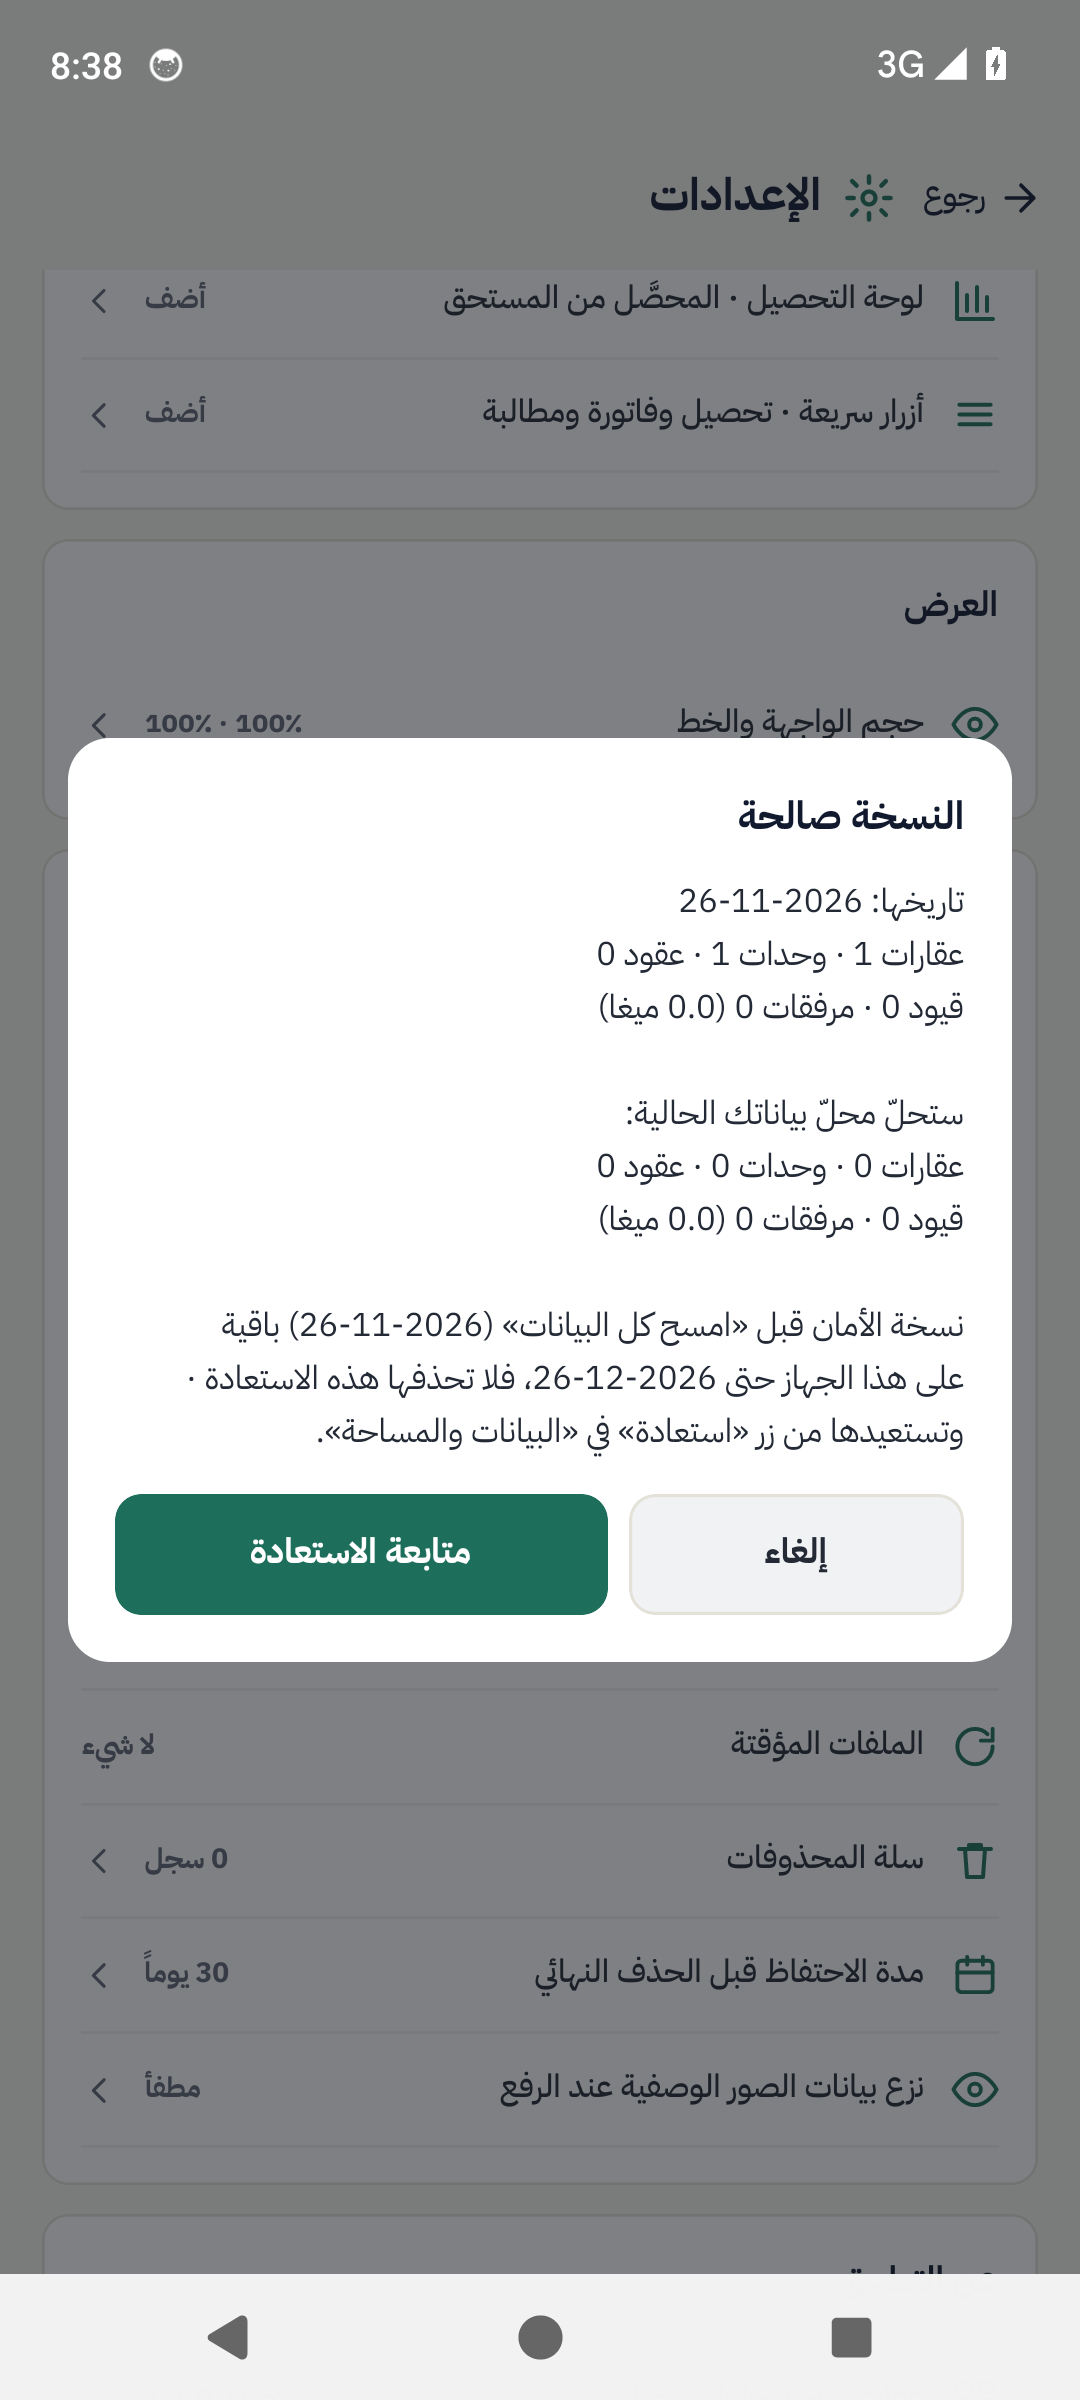 8:38
3G
رجوع
الإعدادات
لوحة التحصيل · المحصَّل من المستحق
أضف
أزرار سريعة · تحصيل وفاتورة ومطالبة
أضف
العرض
حجم الواجهة والخط
100% · 100%
النسخة صالحة
تاريخها: 2026-11-26
عقارات 1 · وحدات 1 · عقود 0
قيود 0 · مرفقات 0 (0.0 ميغا)
ستحلّ محلّ بياناتك الحالية:
عقارات 0 · وحدات 0 · عقود 0
قيود 0 · مرفقات 0 (0.0 ميغا)
نسخة الأمان قبل «امسح كل البيانات» (2026-11-26) باقية
على هذا الجهاز حتى 2026-12-26، فلا تحذفها هذه الاستعادة ·
وتستعيدها من زر «استعادة» في «البيانات والمساحة».
إلغاء
متابعة الاستعادة
الملفات المؤقتة
لا شيء
سلة المحذوفات
0 سجل
مدة الاحتفاظ قبل الحذف النهائي
30 يوماً
نزع بيانات الصور الوصفية عند الرفع
مطفأ